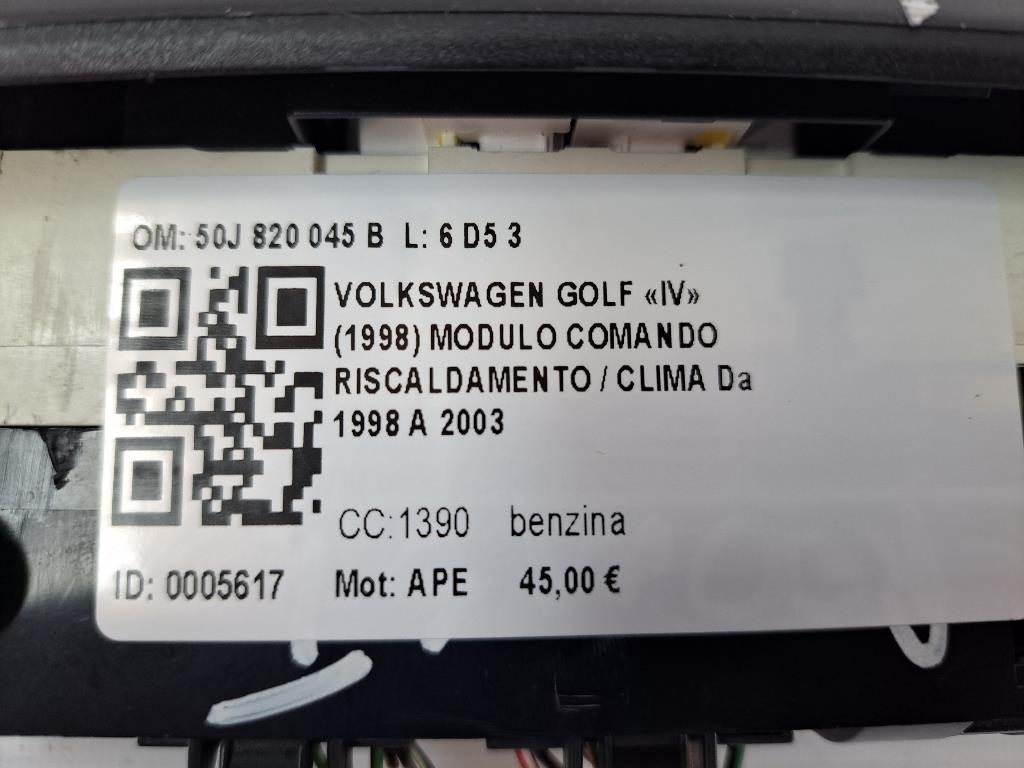 OM: 50J 820 045 B L: 6 D5 3
VOLKSWAGEN GOLF «IV»
(1998) MODULO COMANDO
RISCALDAMENTO / CLIMA Da
1998 A 2003
CC:1390 benzina
ID: 0005617 Mot: APE 45,00 €